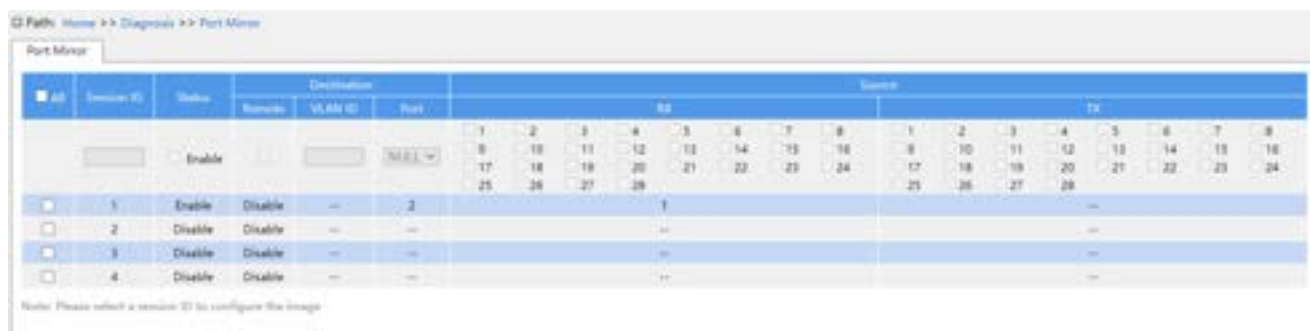 Path: Home >> Diagnosis >> Port Mirror
Port Mirror
All Session ID Status Destination Source
Remote VLAN ID Port RX TX
1 2 3 4 5 6 7 8 1 2 3 4 5 6 7 8
Enable NULL 9 10 11 12 13 14 15 16 9 10 11 12 13 14 15 16
17 18 19 20 21 22 23 24 17 18 19 20 21 22 23 24
25 26 27 28 25 26 27 28
1 Enable Disable -- 2 1 --
2 Disable Disable -- -- -- --
3 Disable Disable -- -- -- --
4 Disable Disable -- -- -- --
Note: Please select a session ID to configure the image